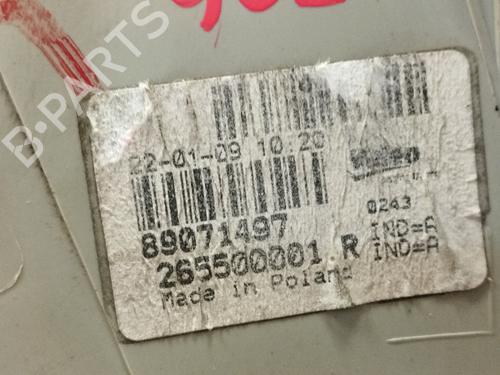 B-PARTS
22-01-09 10:20
Valeo
89071497
0243
265500001 R
IND=A
IND=A
Made in Poland